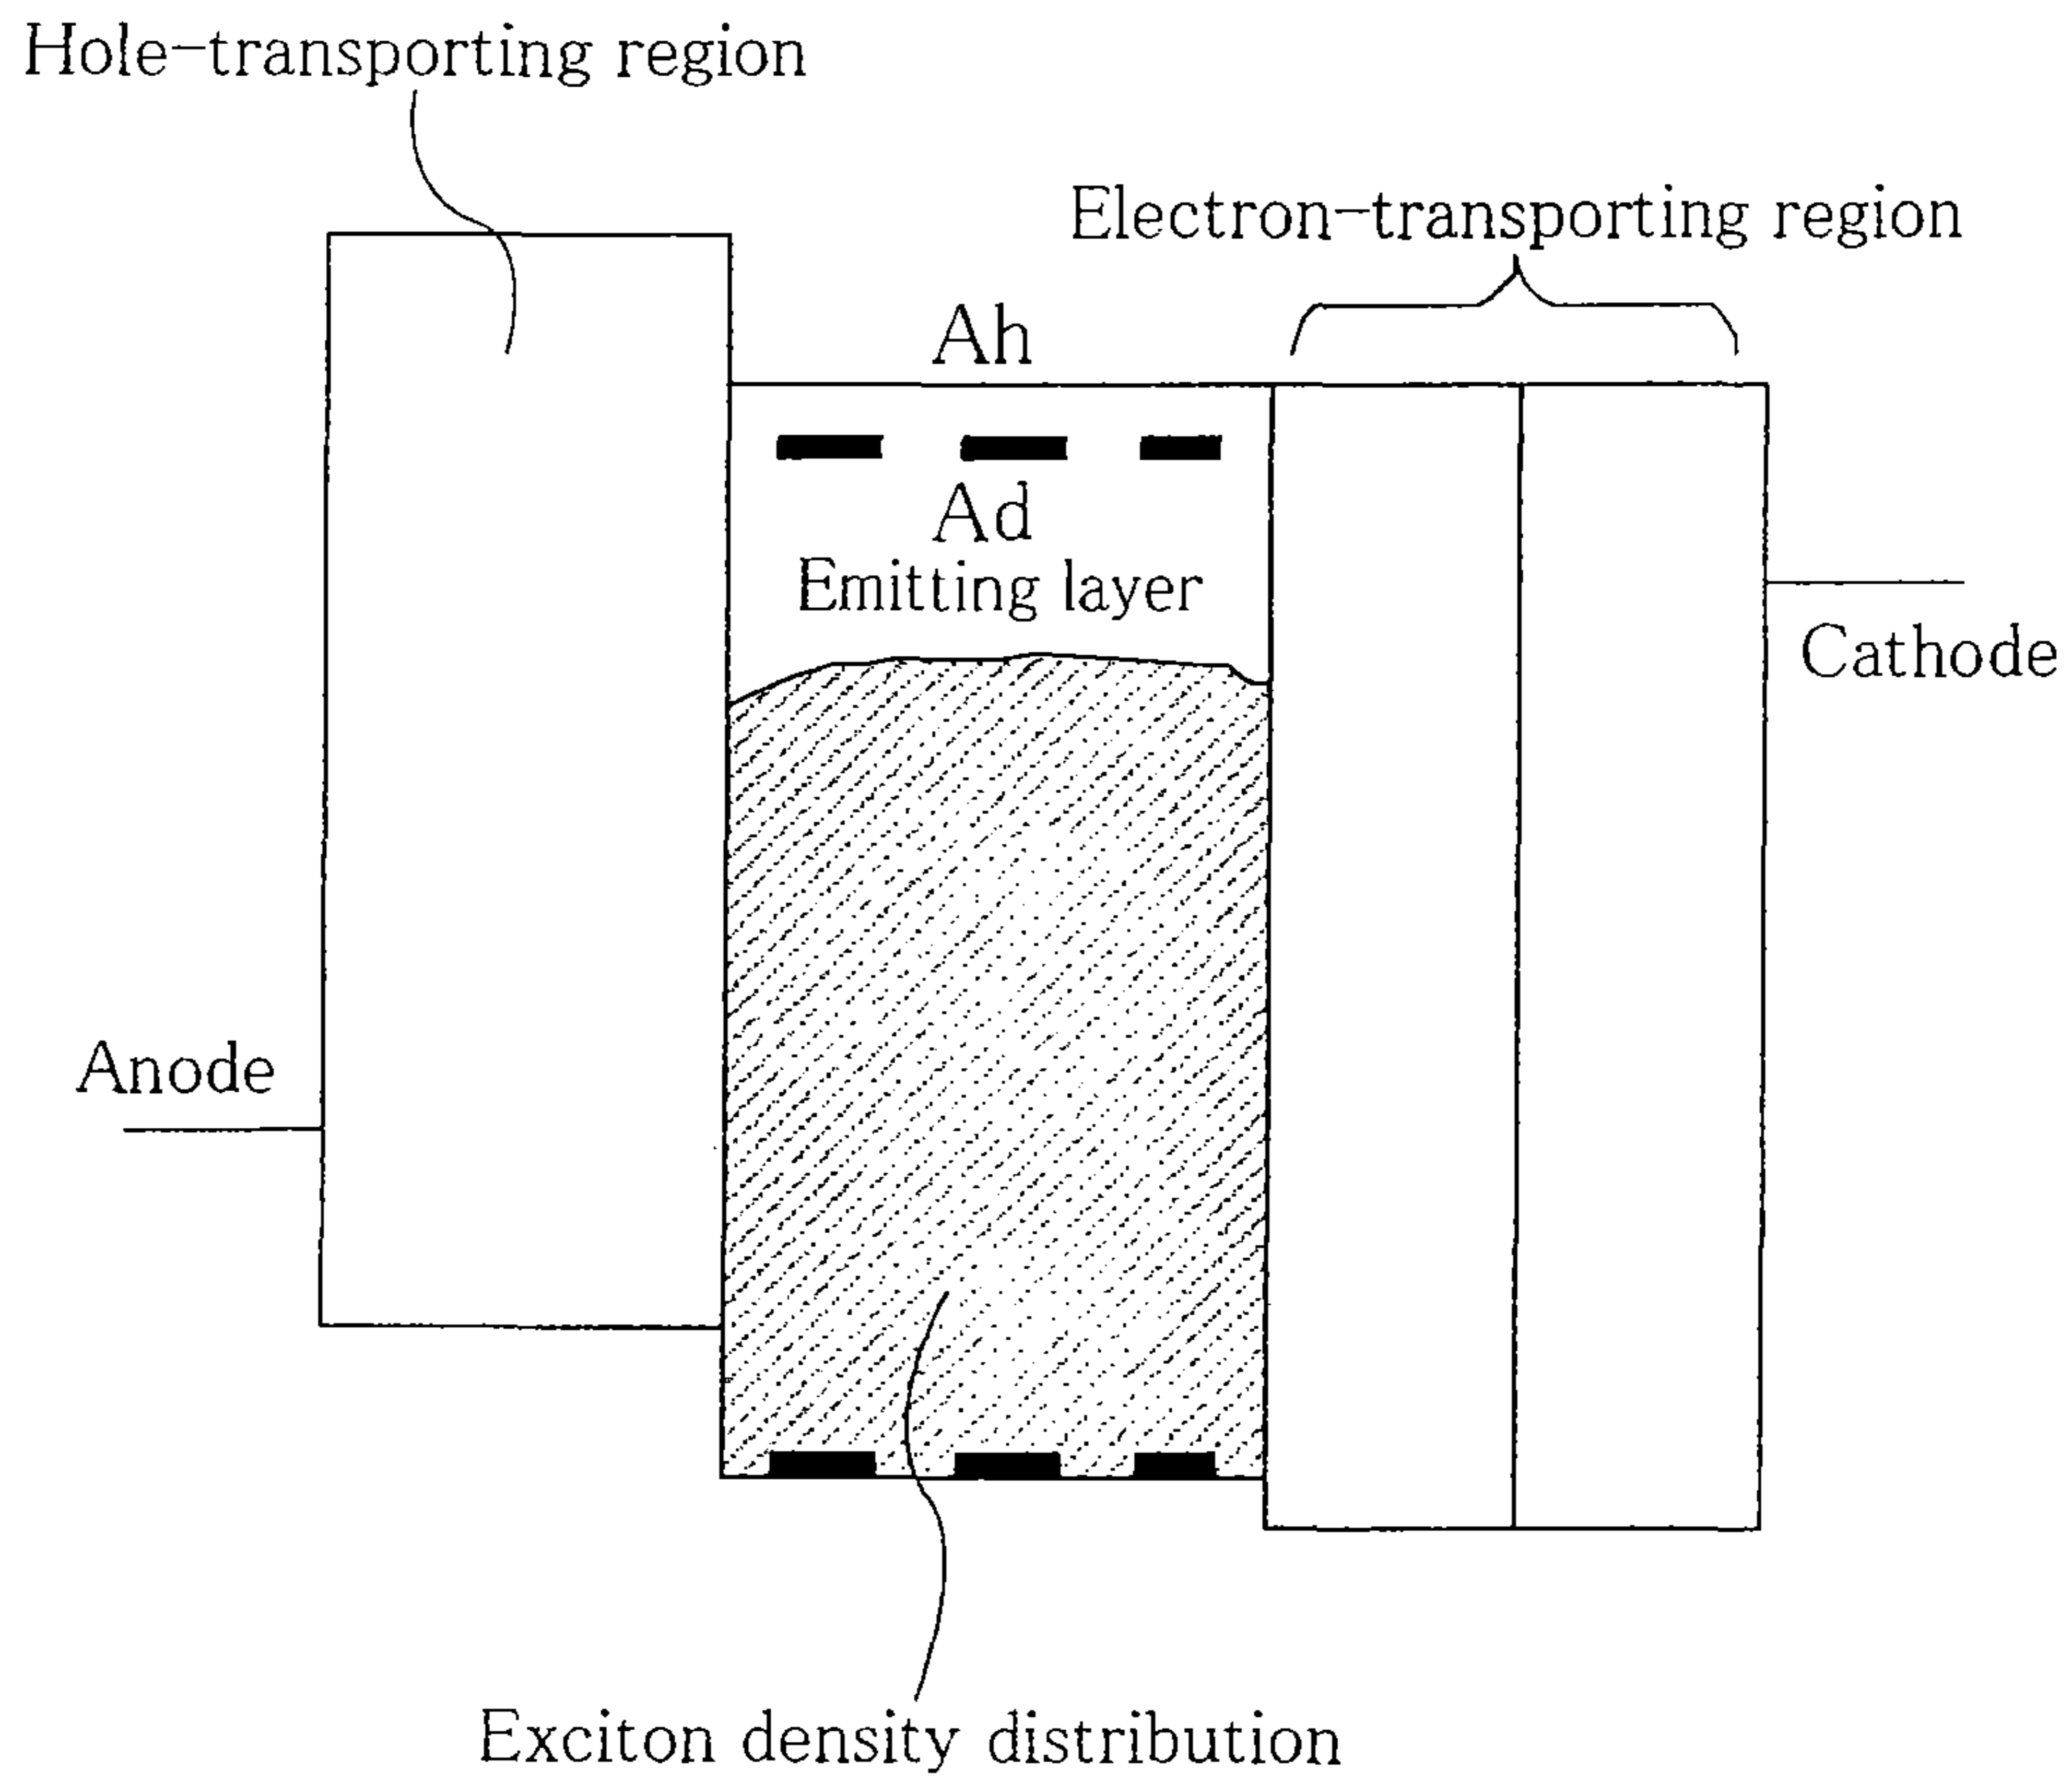 Hole-transporting region
Electron-transporting region
Ah
Ad
Emitting layer
Cathode
Anode
Exciton density distribution